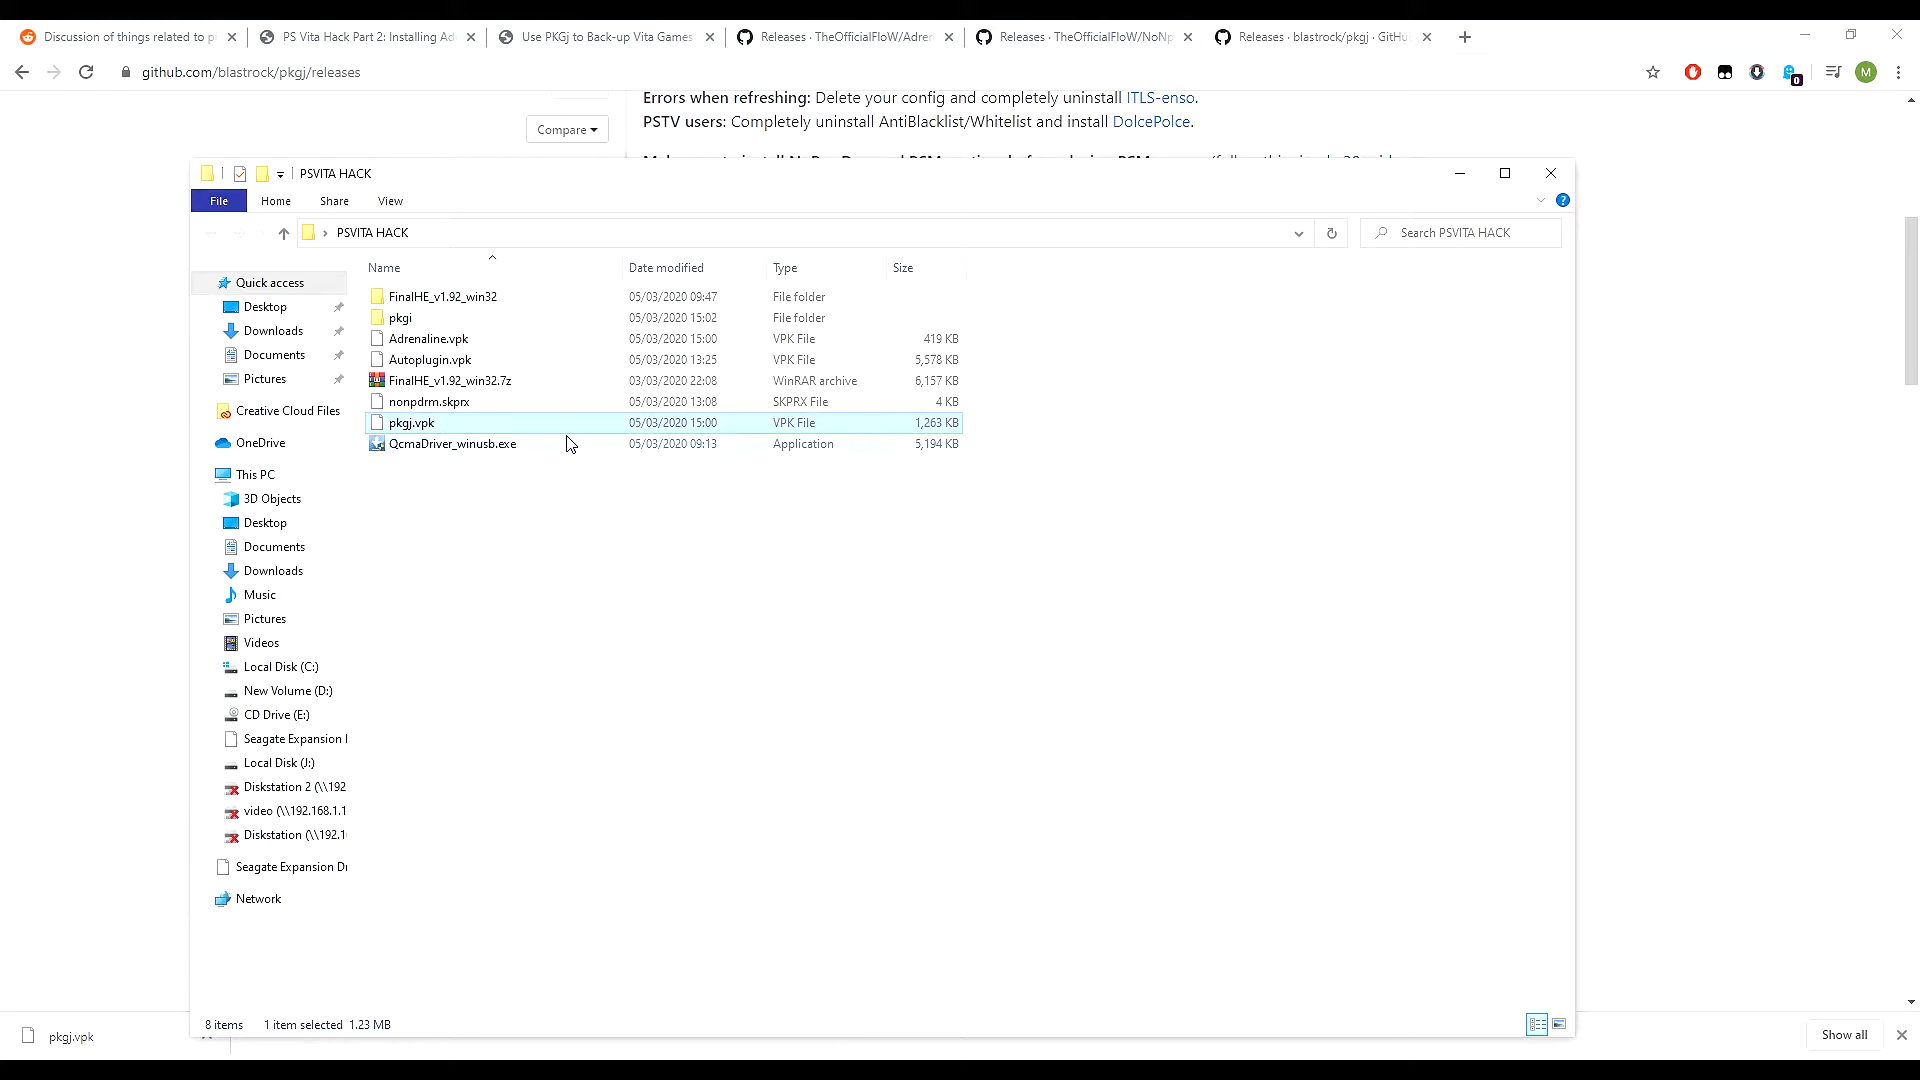 Discussion of things related to pi
PS Vita Hack Part 2: Installing Ad
Use PKGj to Back-up Vita Games
Releases · TheOfficialFloW/Adren
Releases · TheOfficialFloW/NoNp
Releases · blastrock/pkgj · GitHu
github.com/blastrock/pkgj/releases
0
M
Errors when refreshing: Delete your config and completely uninstall ITLS-enso.
Compare
PSTV users: Completely uninstall AntiBlacklist/Whitelist and install DolcePolce.
PSVITA HACK
File
Home
Share
View
?
PSVITA HACK
Search PSVITA HACK
Name
Date modified
Type
Size
FinalHE_v1.92_win32 05/03/2020 09:47 File folder
pkgi 05/03/2020 15:02 File folder
Adrenaline.vpk 05/03/2020 15:00 VPK File 419 KB
Autoplugin.vpk 05/03/2020 13:25 VPK File 5,578 KB
FinalHE_v1.92_win32.7z 03/03/2020 22:08 WinRAR archive 6,157 KB
nonpdrm.skprx 05/03/2020 13:08 SKPRX File 4 KB
pkgj.vpk 05/03/2020 15:00 VPK File 1,263 KB
QcmaDriver_winusb.exe 05/03/2020 09:13 Application 5,194 KB
Quick access
Desktop
Downloads
Documents
Pictures
Creative Cloud Files
OneDrive
This PC
3D Objects
Desktop
Documents
Downloads
Music
Pictures
Videos
Local Disk (C:)
New Volume (D:)
CD Drive (E:)
Seagate Expansion
Local Disk (J:)
Diskstation 2 (\\192
video (\\192.168.1.1
Diskstation (\\192.1
Seagate Expansion Dr
Network
8 items
1 item selected 1.23 MB
pkgj.vpk
Show all